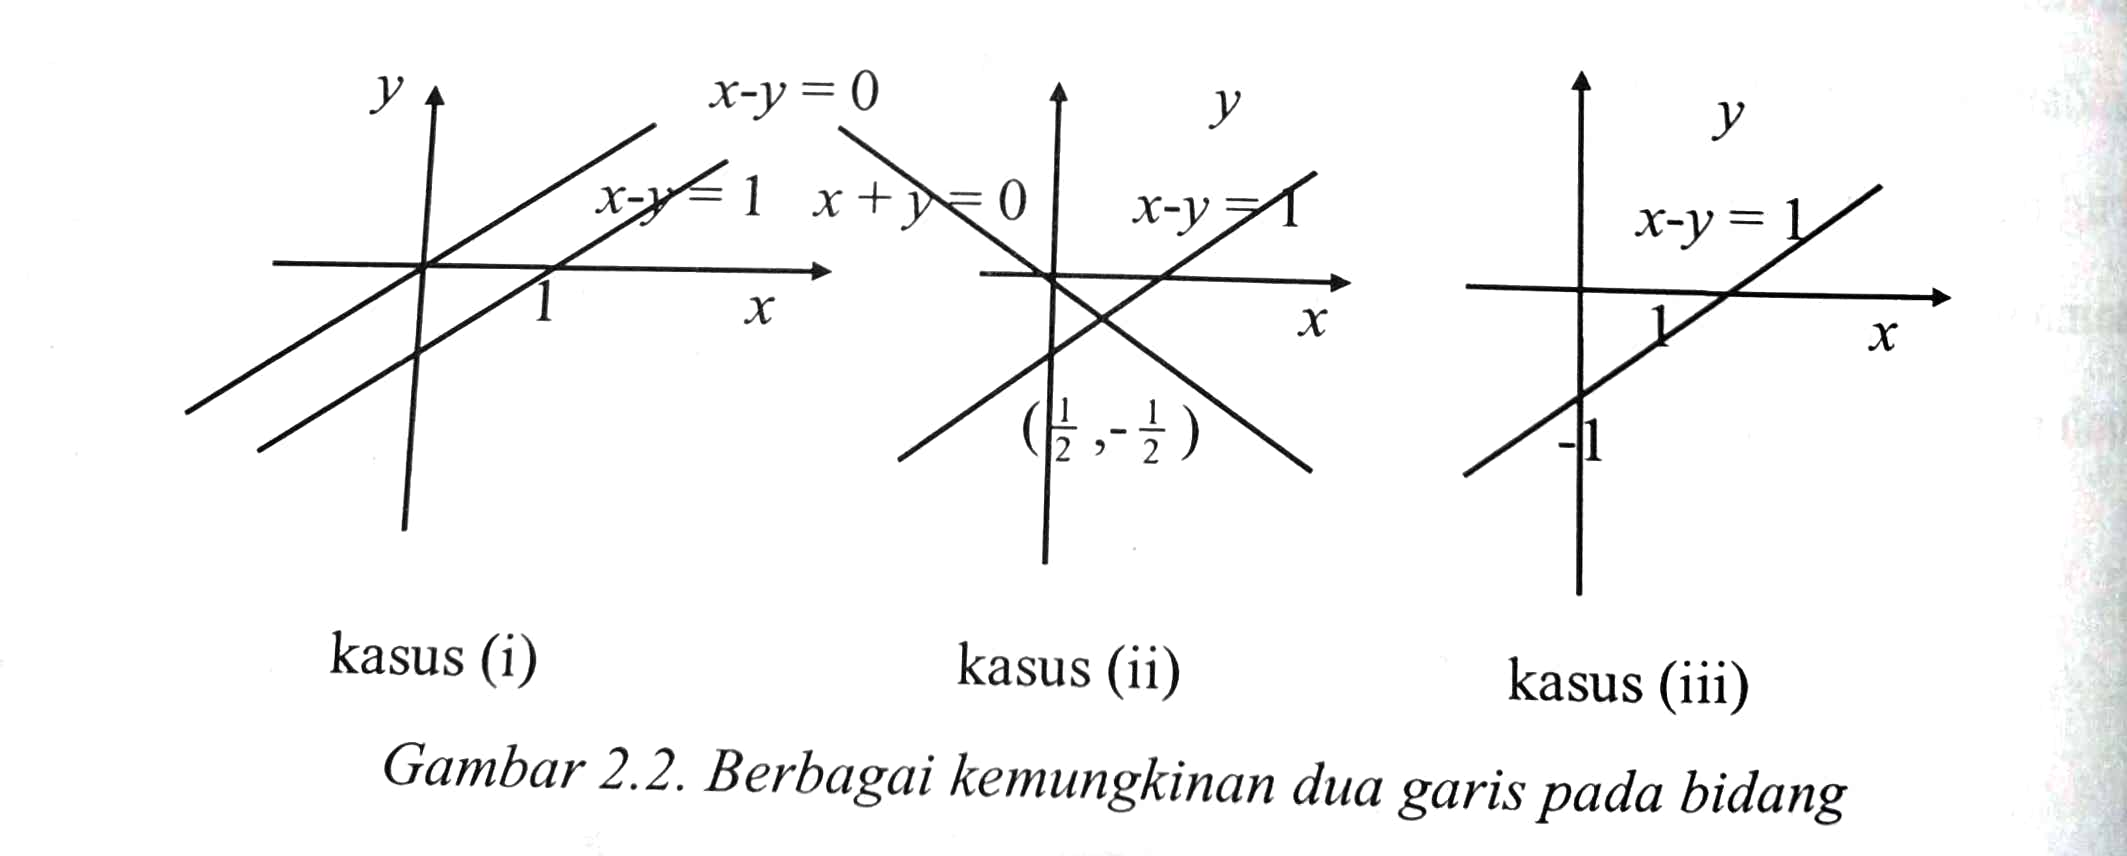 y
x-y = 0
x-y = 1
1
x
x + y = 0
y
x-y = 1
x
(1/2 ,- 1/2 )
y
x-y = 1
1
x
-1
kasus (i)
kasus (ii)
kasus (iii)
Gambar 2.2. Berbagai kemungkinan dua garis pada bidang